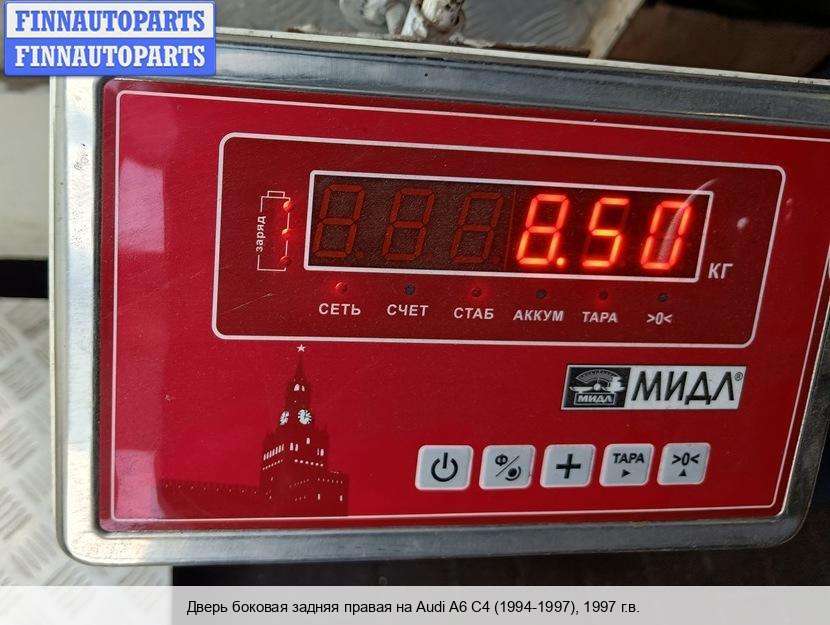 FINNAUTOPARTS
FINNAUTOPARTS
заряд
8.50
КГ
СЕТЬ СЧЕТ СТАБ АККУМ ТАРА >0<
МИДЛ МИДЛ®
Ф ТАРА >0<
Дверь боковая задняя правая на Audi A6 C4 (1994-1997), 1997 г.в.